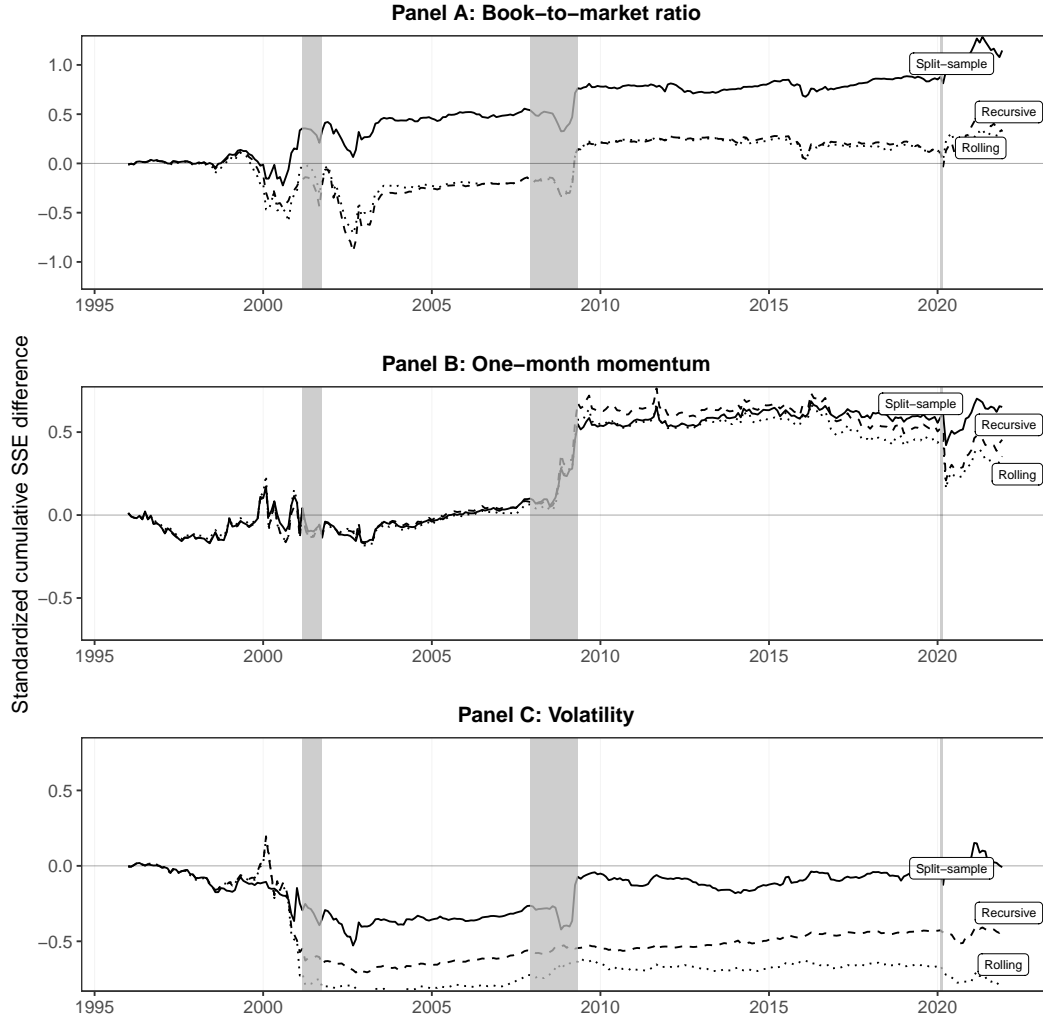 Panel A: Book−to−market ratio
1.0
0.5
0.0
−0.5
−1.0
Split−sample
Recursive
Rolling
1995
2000
2005
2010
2015
2020
Standardized cumulative SSE difference
Panel B: One−month momentum
0.5
0.0
−0.5
Split−sample
Recursive
Rolling
1995
2000
2005
2010
2015
2020
Panel C: Volatility
0.5
0.0
−0.5
Split−sample
Recursive
Rolling
1995
2000
2005
2010
2015
2020